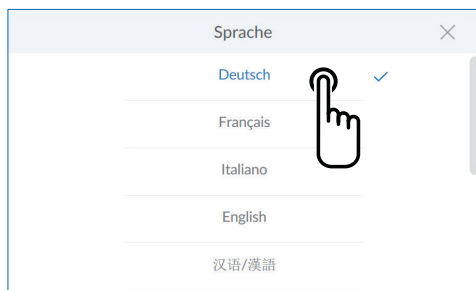 Sprache
Deutsch
Français
Italiano
English
汉语/漢語